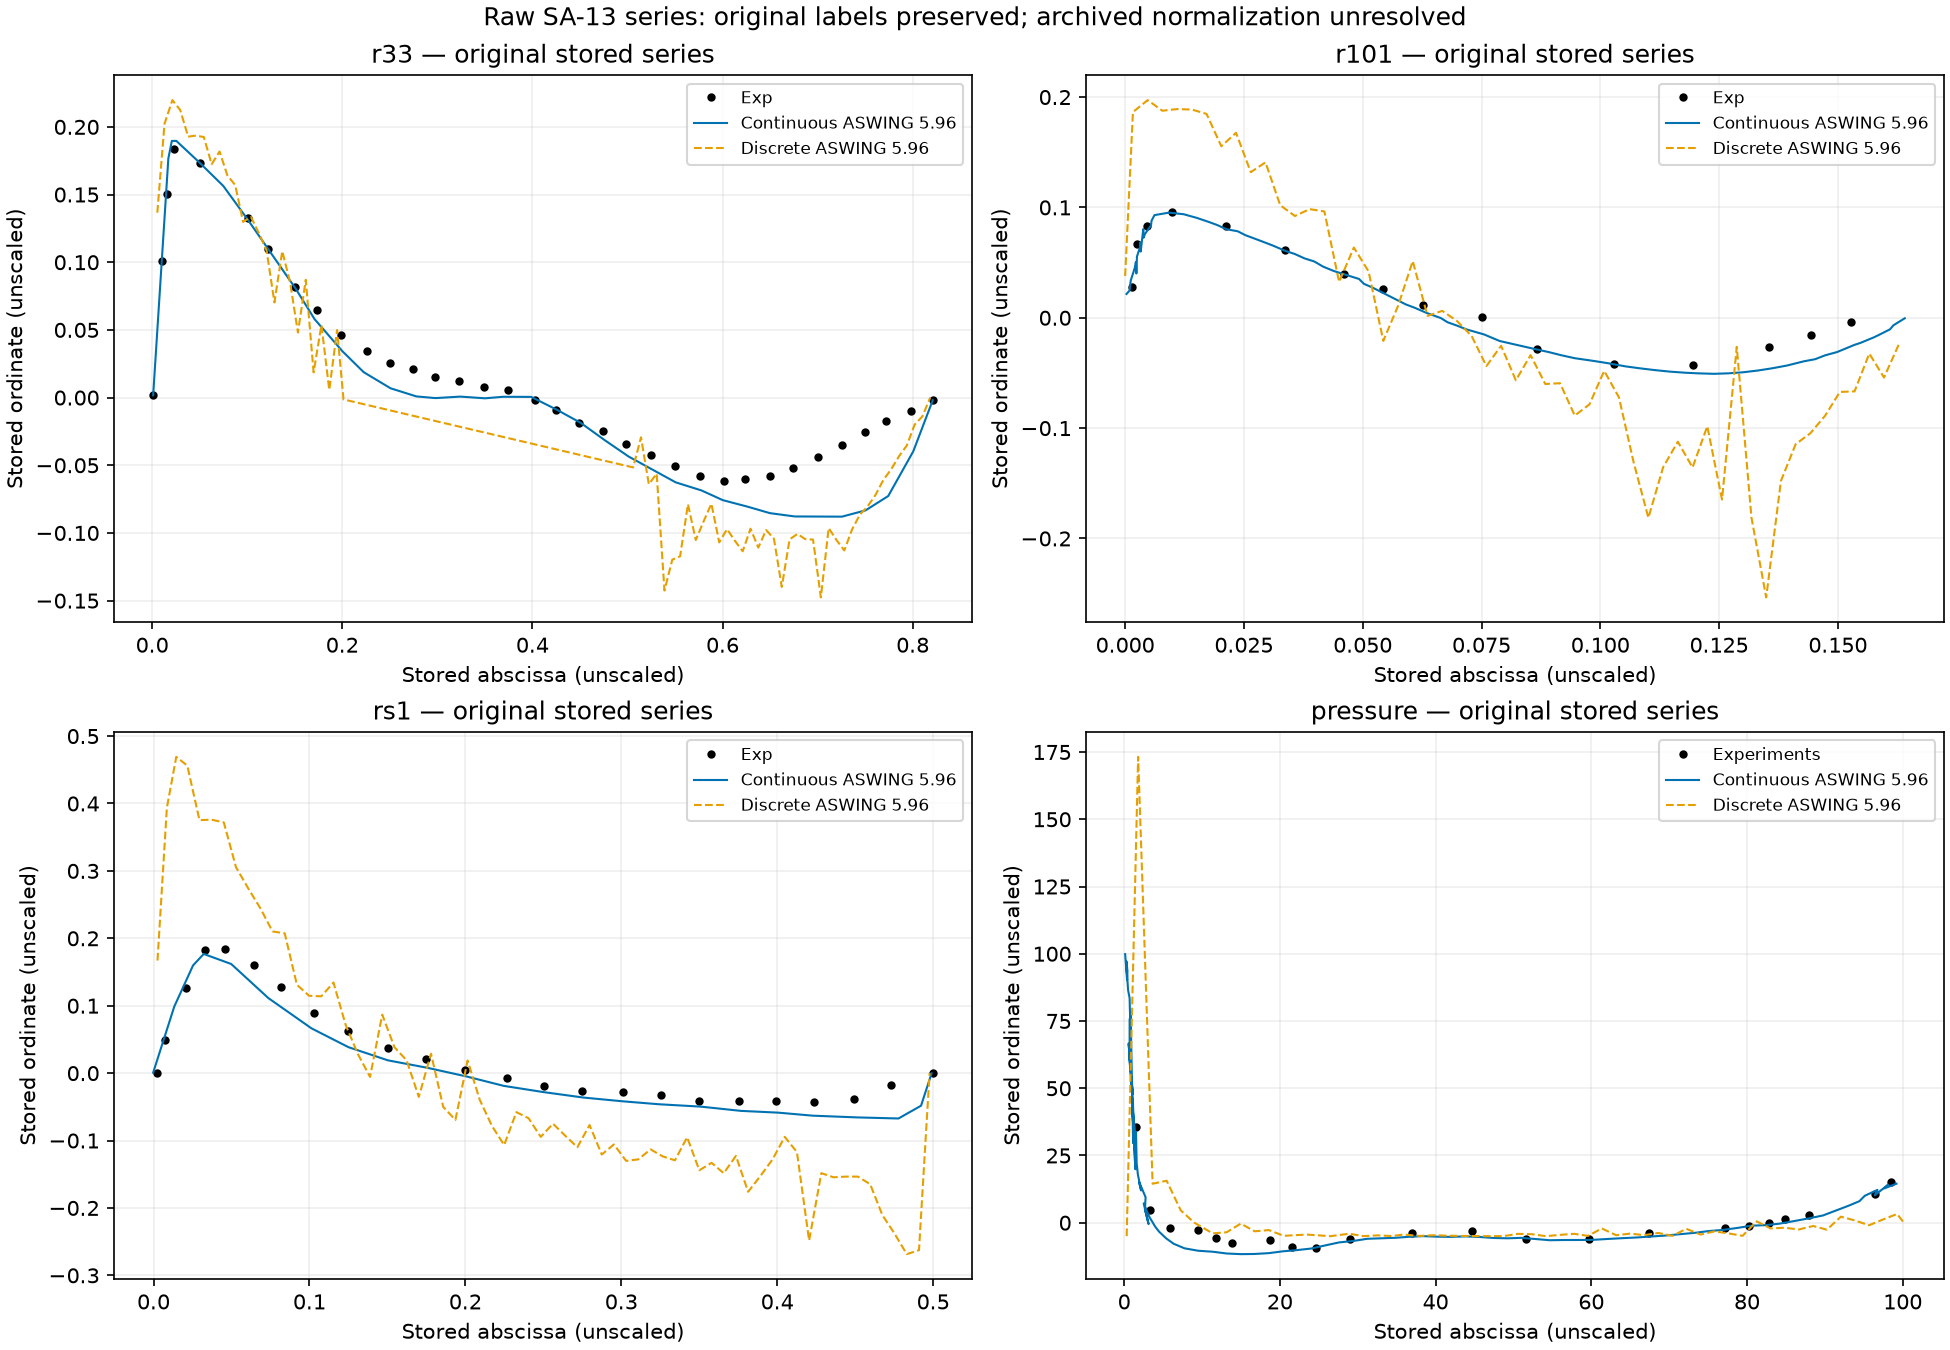 Raw SA-13 series: original labels preserved; archived normalization unresolved
r33 — original stored series
Stored ordinate (unscaled)
0.20
0.15
0.10
0.05
0.00
−0.05
−0.10
−0.15
Exp
Continuous ASWING 5.96
Discrete ASWING 5.96
0.0 0.2 0.4 0.6 0.8
Stored abscissa (unscaled)
r101 — original stored series
Stored ordinate (unscaled)
0.2
0.1
0.0
−0.1
−0.2
Exp
Continuous ASWING 5.96
Discrete ASWING 5.96
0.000 0.025 0.050 0.075 0.100 0.125 0.150
Stored abscissa (unscaled)
rs1 — original stored series
Stored ordinate (unscaled)
0.5
0.4
0.3
0.2
0.1
0.0
−0.1
−0.2
−0.3
Exp
Continuous ASWING 5.96
Discrete ASWING 5.96
0.0 0.1 0.2 0.3 0.4 0.5
Stored abscissa (unscaled)
pressure — original stored series
Stored ordinate (unscaled)
175
150
125
100
75
50
25
0
Experiments
Continuous ASWING 5.96
Discrete ASWING 5.96
0 20 40 60 80 100
Stored abscissa (unscaled)